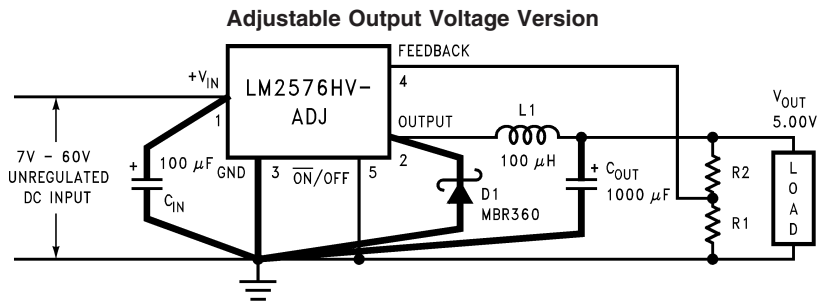 Adjustable Output Voltage Version
FEEDBACK
+VIN
LM2576HV-
ADJ
4
1
OUTPUT
L1
VOUT
5.00V
7V - 60V
UNREGULATED
DC INPUT
+
100 μF
CIN
GND
3
ON/OFF
5
2
100 μH
D1
MBR360
+
COUT
1000 μF
R2
R1
LOAD